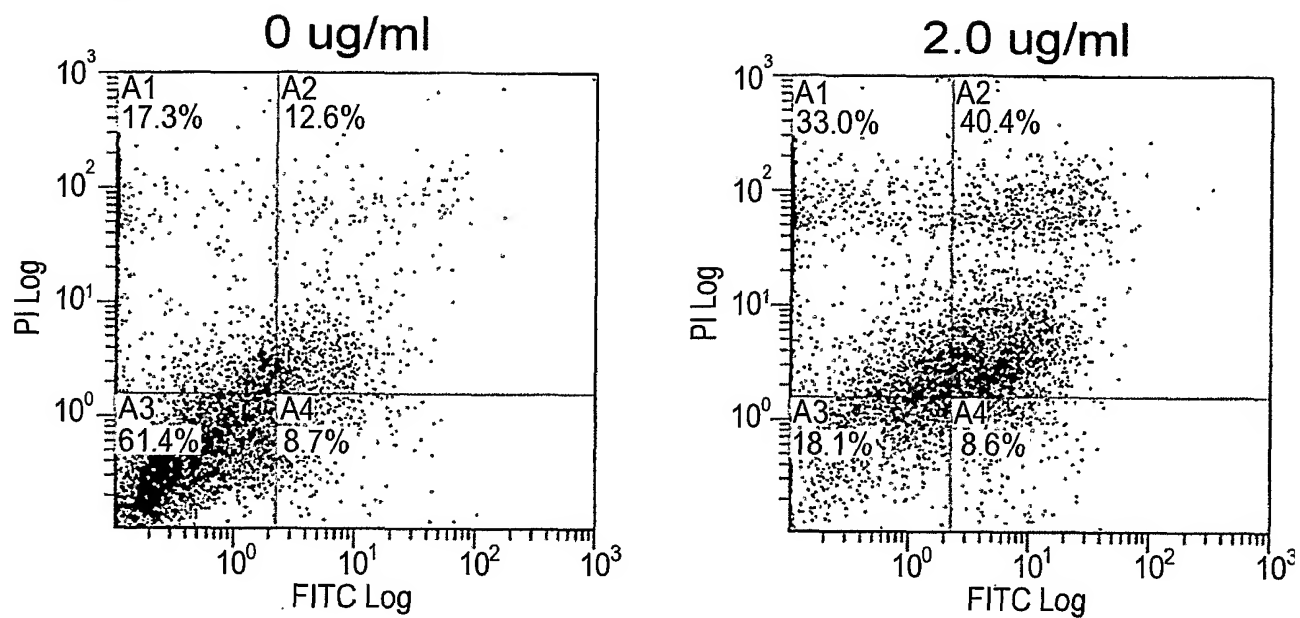 0 ug/ml
10³
A1
17.3%
A2
12.6%
10²
10¹
PI Log
10⁰
A3
61.4%
A4
8.7%
10⁰
10¹
10²
10³
FITC Log
2.0 ug/ml
10³
A1
33.0%
A2
40.4%
10²
10¹
PI Log
10⁰
A3
18.1%
A4
8.6%
10⁰
10¹
10²
10³
FITC Log